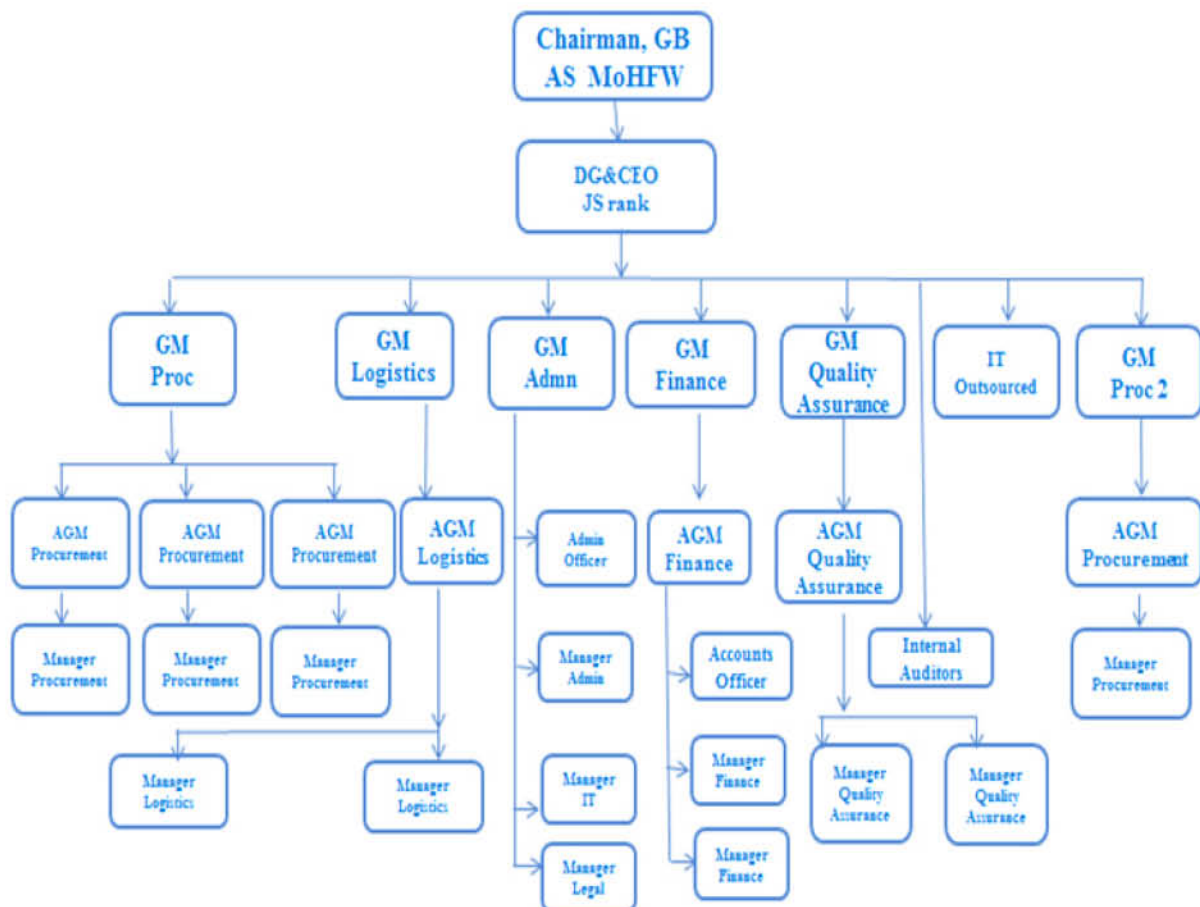 Chairman, GB
AS MoHFW
DG&CEO
JS rank
GM
Proc
GM
Logistics
GM
Admn
GM
Finance
GM
Quality
Assurance
IT
Outsourced
GM
Proc 2
AGM
Procurement
AGM
Procurement
AGM
Procurement
AGM
Logistics
Admin
Officer
AGM
Finance
AGM
Quality
Assurance
AGM
Procurement
Manager
Procurement
Manager
Procurement
Manager
Procurement
Manager
Admin
Accounts
Officer
Internal
Auditors
Manager
Procurement
Manager
Logistics
Manager
Logistics
Manager
IT
Manager
Finance
Manager
Quality
Assurance
Manager
Quality
Assurance
Manager
Legal
Manager
Finance